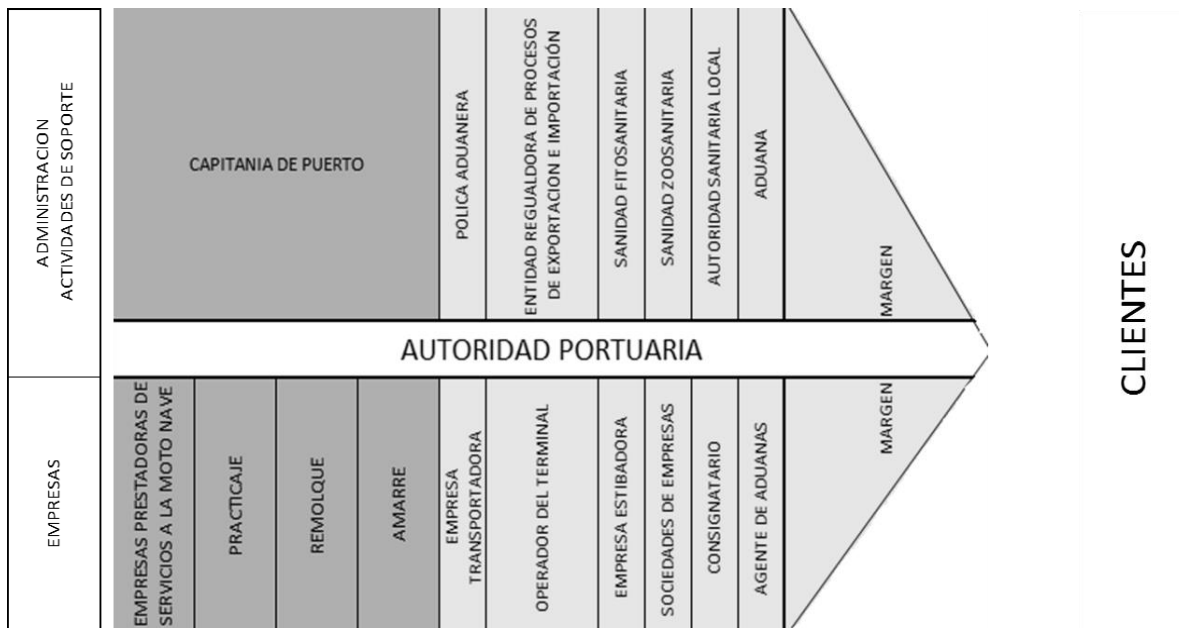 ADMINISTRACION
ACTIVIDADES DE SOPORTE
CAPITANIA DE PUERTO
POLICA ADUANERA
ENTIDAD REGUALDORA DE PROCESOS
DE EXPORTACION E IMPORTACIÓN
SANIDAD FITOSANITARIA
SANIDAD ZOOSANITARIA
AUTORIDAD SANITARIA LOCAL
ADUANA
MARGEN
AUTORIDAD PORTUARIA
EMPRESAS
EMPRESAS PRESTADORAS DE
SERVICIOS A LA MOTO NAVE
PRACTICAJE
REMOLQUE
AMARRE
EMPRESA
TRANSPORTADORA
OPERADOR DEL TERMINAL
EMPRESA ESTIBADORA
SOCIEDADES DE EMPRESAS
CONSIGNATARIO
AGENTE DE ADUANAS
MARGEN
CLIENTES